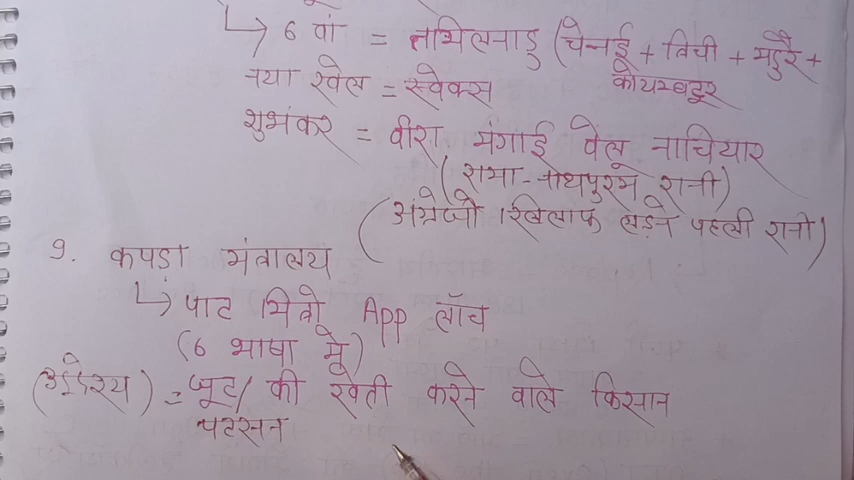 ↳ 6 वां = तमिलनाडु (चेन्नई + त्रिची + मदुरै +
कोयम्बटूर
नया खेल = स्वेक्स
शुभंकर = वीरा मंगाई वेलू नाचियार
(रामा-नाथपुरम रानी)
(अंग्रेजो खिलाफ लड़ने पहली रानी)
9. कपड़ा मंत्रालय
↳ पाट मित्रो App लॉच
(6 भाषा मे)
(उद्देश्य) = जूट/ की खेती करने वाले किसान
पटसन